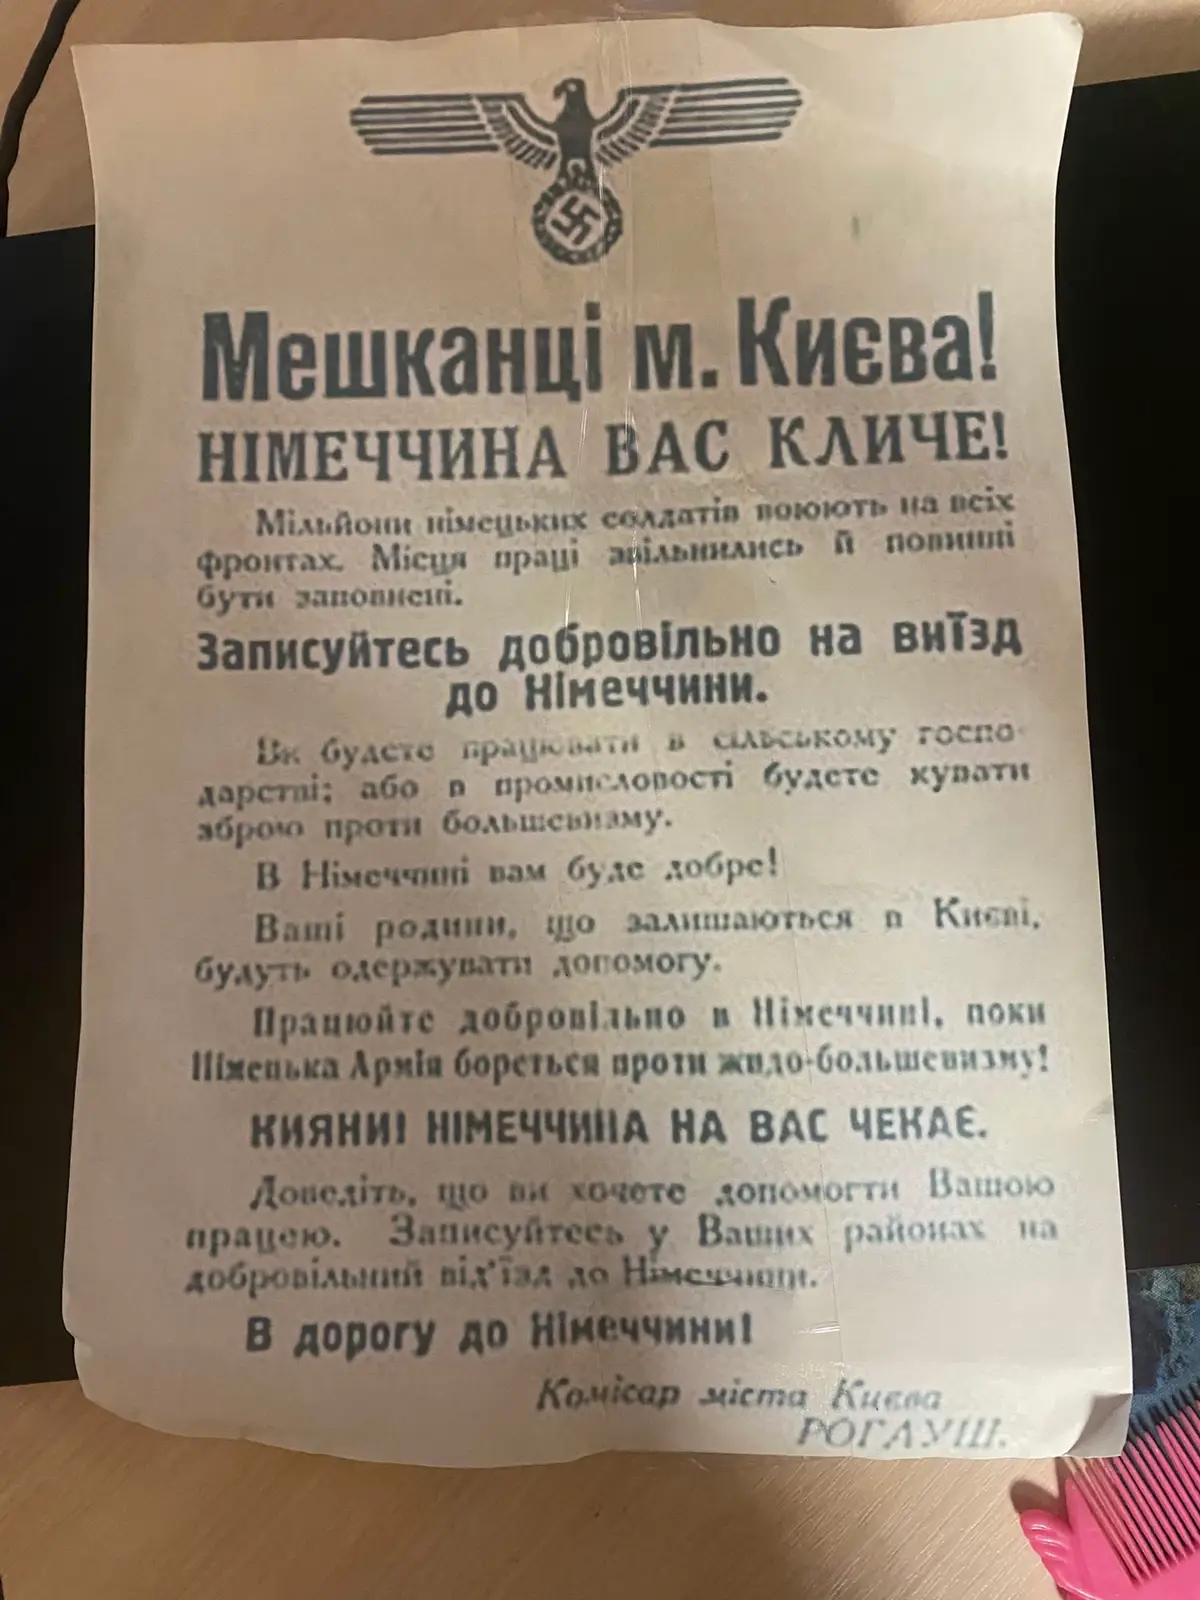 Мешканці м. Києва!
НІМЕЧЧИНА ВАС КЛИЧЕ!
Мільйони німецьких солдатів воюють на всіх
фронтах. Місця праці звільнились й повинні
бути заповнені.
Записуйтесь добровільно на виїзд
до Німеччини.
Ви будете працювати в сільському госпо-
дарстві; або в промисловості будете кувати
зброю проти большевизму.
В Німеччині вам буде добре!
Ваші родини, що залишаються в Києві,
будуть одержувати допомогу.
Працюйте добровільно в Німеччині, поки
Німецька Армія бореться проти жидо-большевизму!
КИЯНИ! НІМЕЧЧИНА НА ВАС ЧЕКАЄ.
Доведіть, що ви хочете допомогти Вашою
працею. Записуйтесь у Ваших районах на
добровільний від'їзд до Німеччини.
В дорогу до Німеччини!
Комісар міста Києва
РОГАУШ.